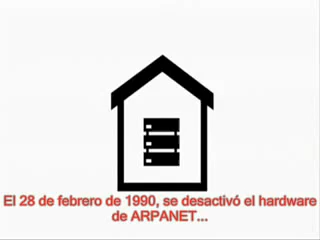 El 28 de febrero de 1990, se desactivó el hardware
de ARPANET...